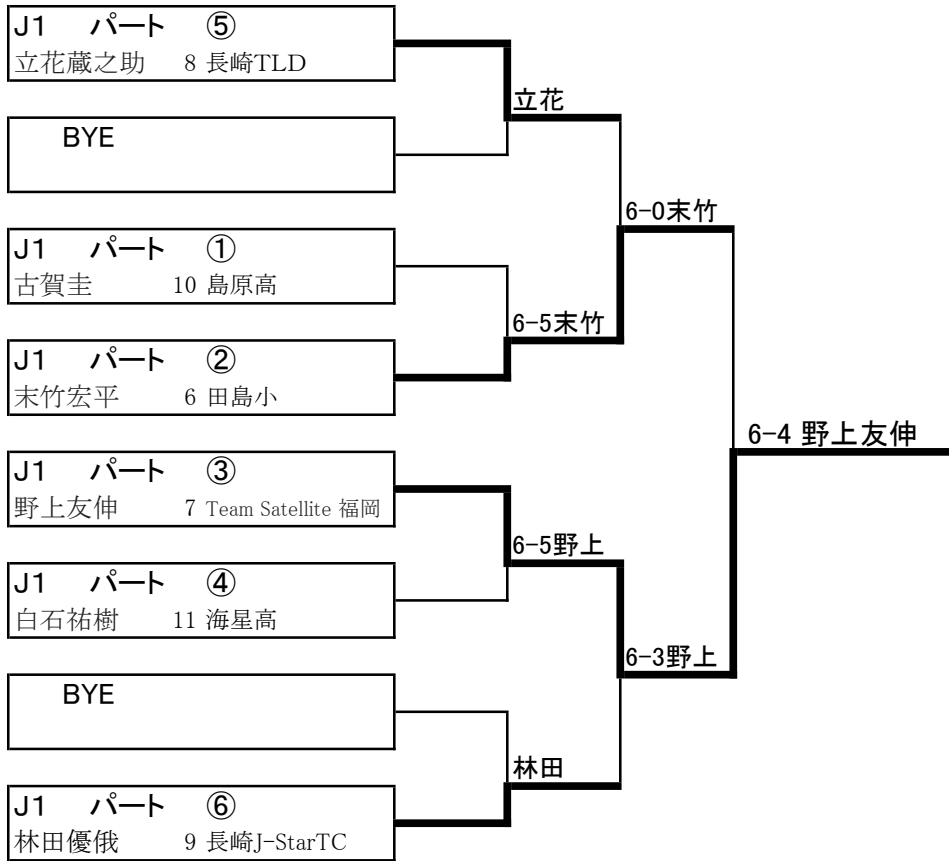 J1 パート ⑤
立花蔵之助 8 長崎TLD
立花
BYE
6-0末竹
J1 パート ①
古賀圭 10 島原高
6-5末竹
J1 パート ②
末竹宏平 6 田島小
6-4 野上友伸
J1 パート ③
野上友伸 7 Team Satellite 福岡
6-5野上
J1 パート ④
白石祐樹 11 海星高
6-3野上
BYE
林田
J1 パート ⑥
林田優俄 9 長崎J-StarTC